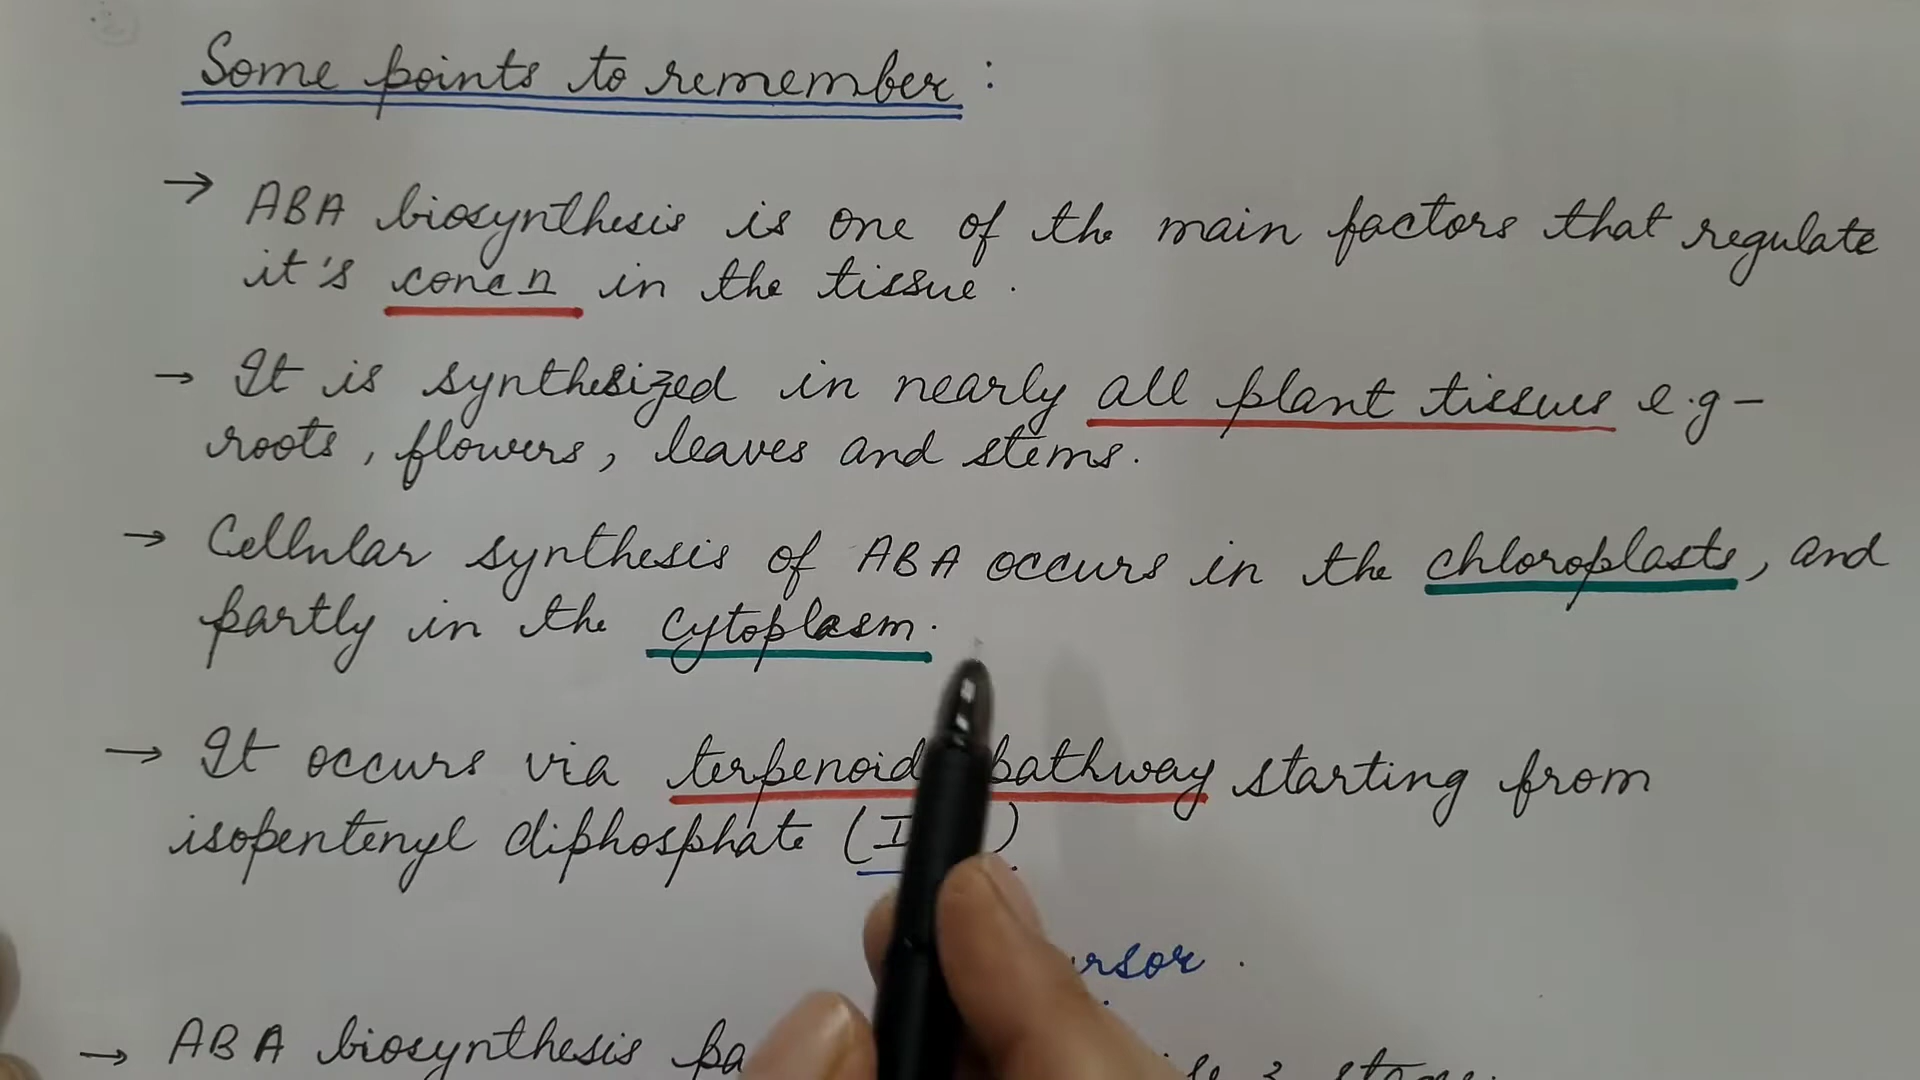 Some points to remember :
→ ABA biosynthesis is one of the main factors that regulate
it's concn in the tissue.
→ It is synthesized in nearly all plant tissues e.g –
roots, flowers, leaves and stems.
→ Cellular synthesis of ABA occurs in the chloroplasts, and
partly in the cytoplasm.
→ It occurs via terpenoid pathway starting from
isopentenyl diphosphate
→ ABA biosynthesis